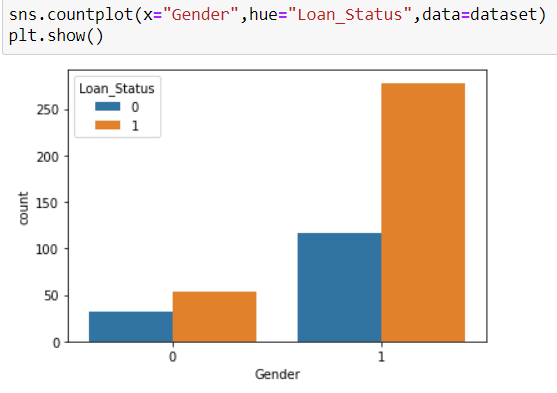 sns.countplot(x="Gender",hue="Loan_Status",data=dataset)
plt.show()
Loan_Status
0
1
250
200
150
100
50
0
count
0 1
Gender